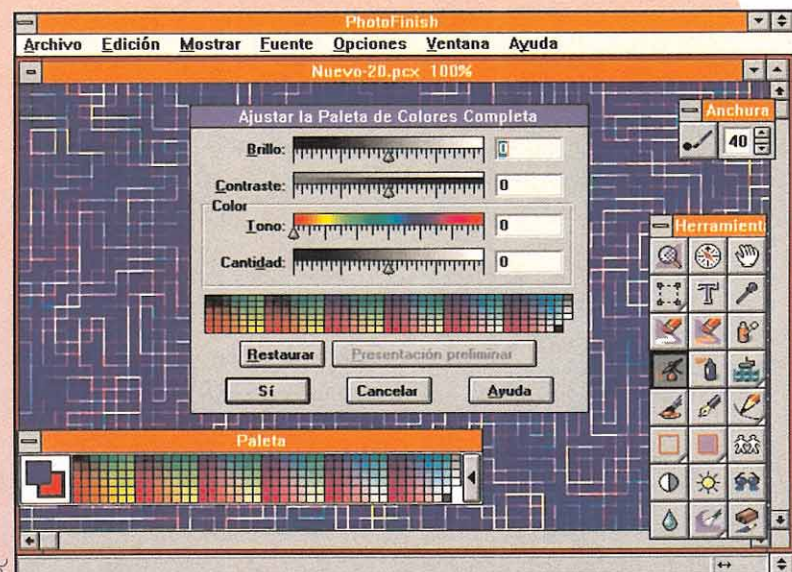 PhotoFinish
Archivo Edición Mostrar Fuente Opciones Ventana Ayuda
Nuevo-20.pcx 100%
Anchura
40
Ajustar la Paleta de Colores Completa
Brillo: 0
Contraste: 0
Color
Tono: 0
Cantidad: 0
Restaurar Presentación preliminar
Sí Cancelar Ayuda
Herramient
Paleta